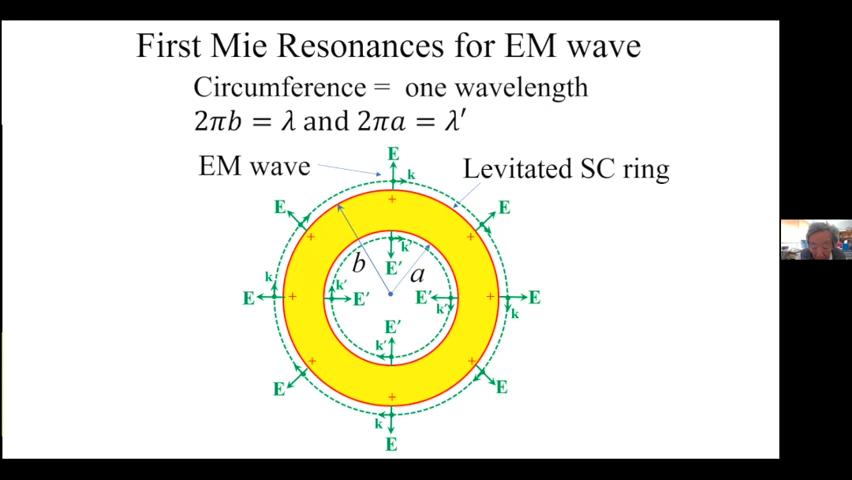 First Mie Resonances for EM wave
Circumference = one wavelength
2πb = λ and 2πa = λ′
E
EM wave
k
Levitated SC ring
E
E
+
+
+
k′
b
E′
a
k
k′
E
+
E′
E′
+
E
k′
k
E′
k′
+
+
E
E
+
k
E